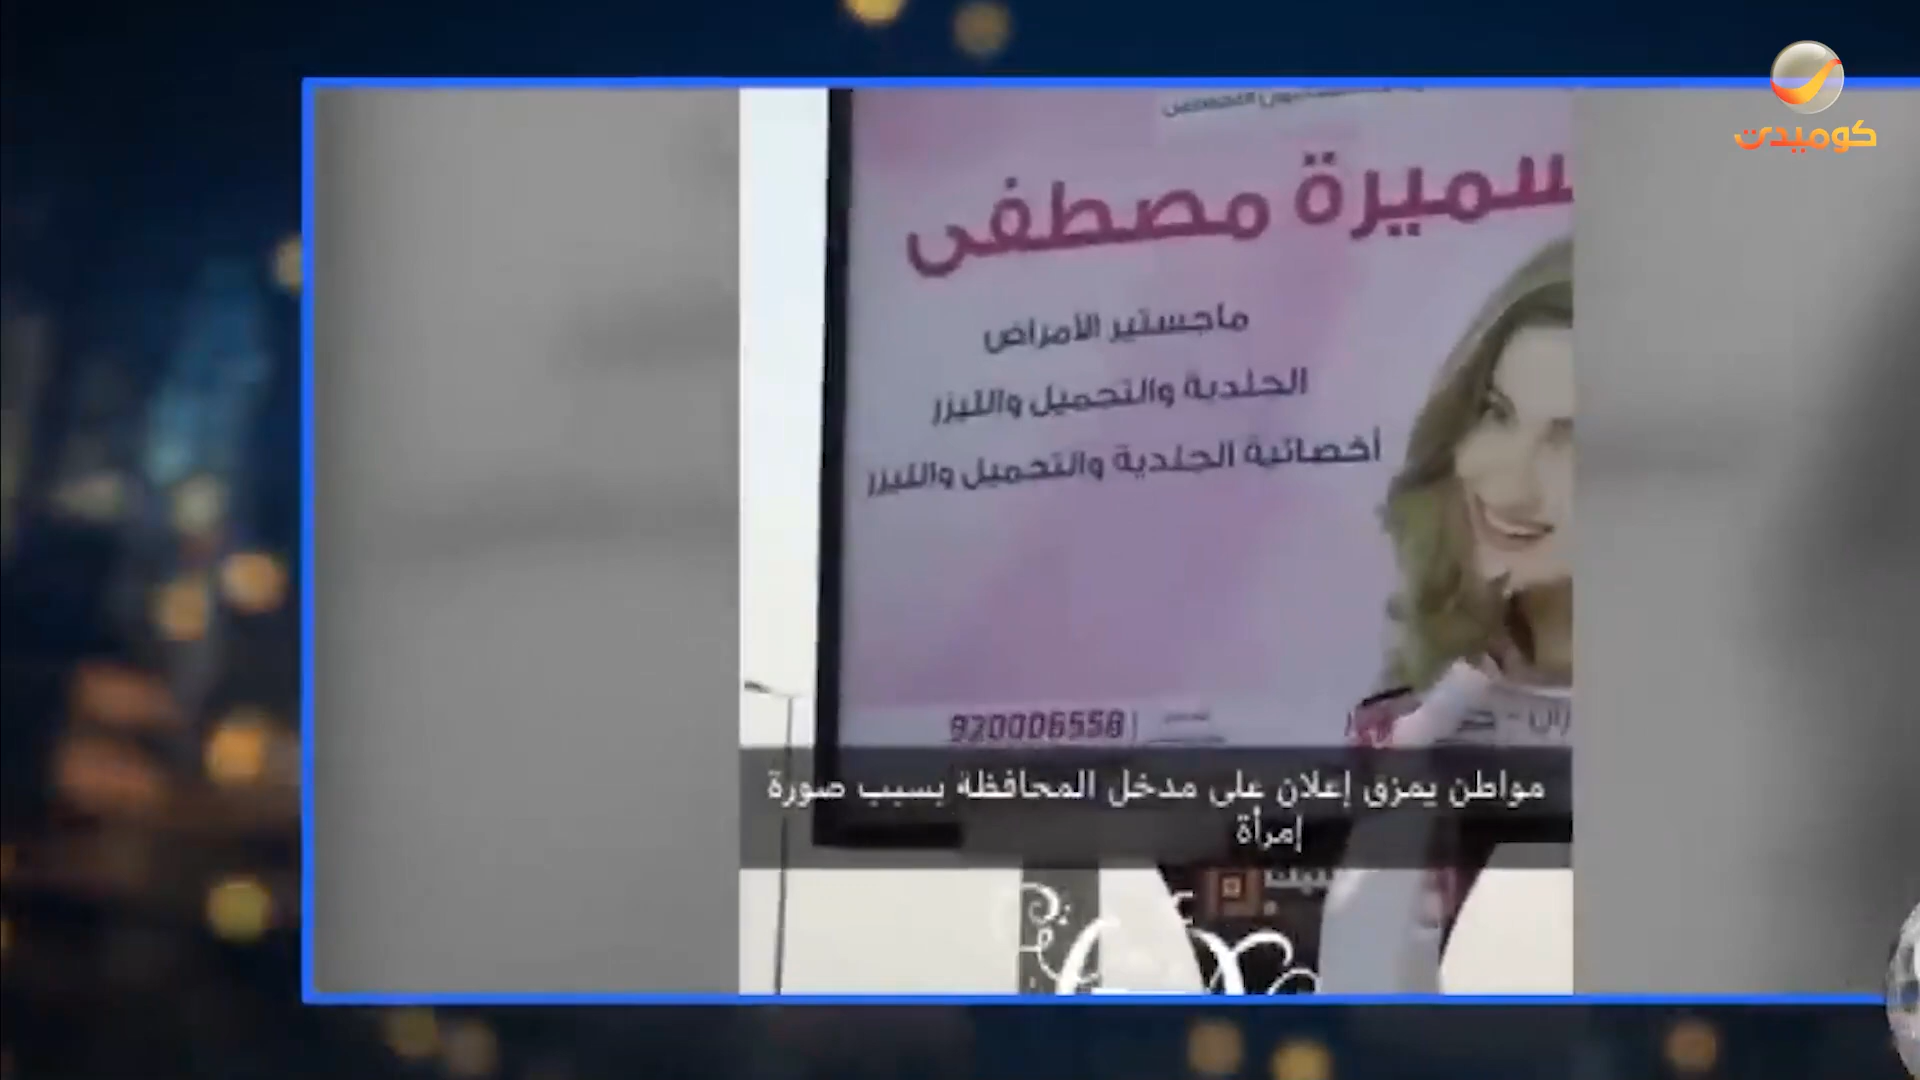 كوميدي
سميرة مصطفى
ماجستير الأمراض
الجلدية والتجميل والليزر
أخصائية الجلدية والتجميل والليزر
920006558
مواطن يمزق إعلان على مدخل المحافظة بسبب صورة
إمرأة